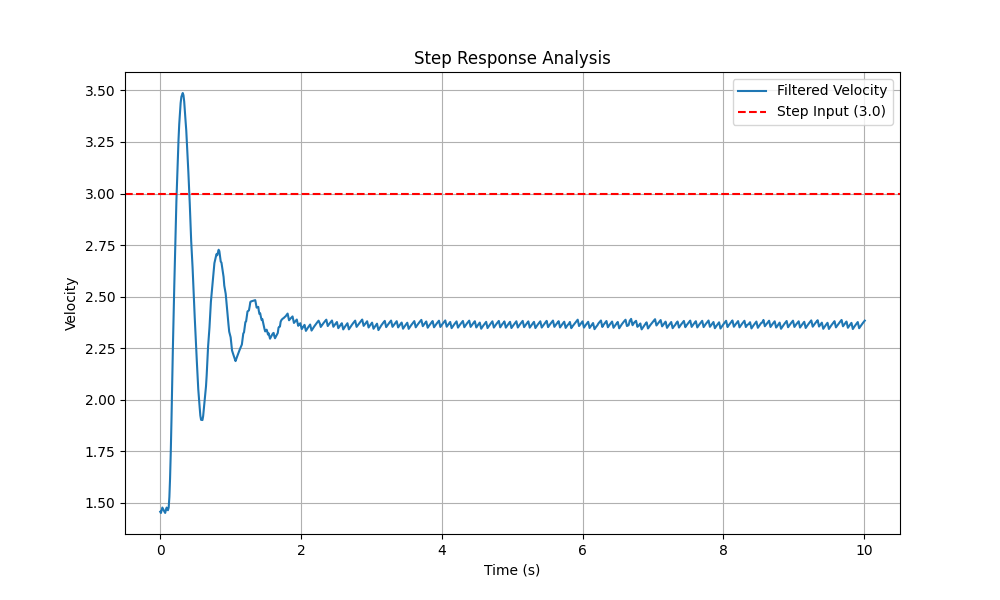 Step Response Analysis
Filtered Velocity
Step Input (3.0)
Velocity
3.50
3.25
3.00
2.75
2.50
2.25
2.00
1.75
1.50
0 2 4 6 8 10
Time (s)